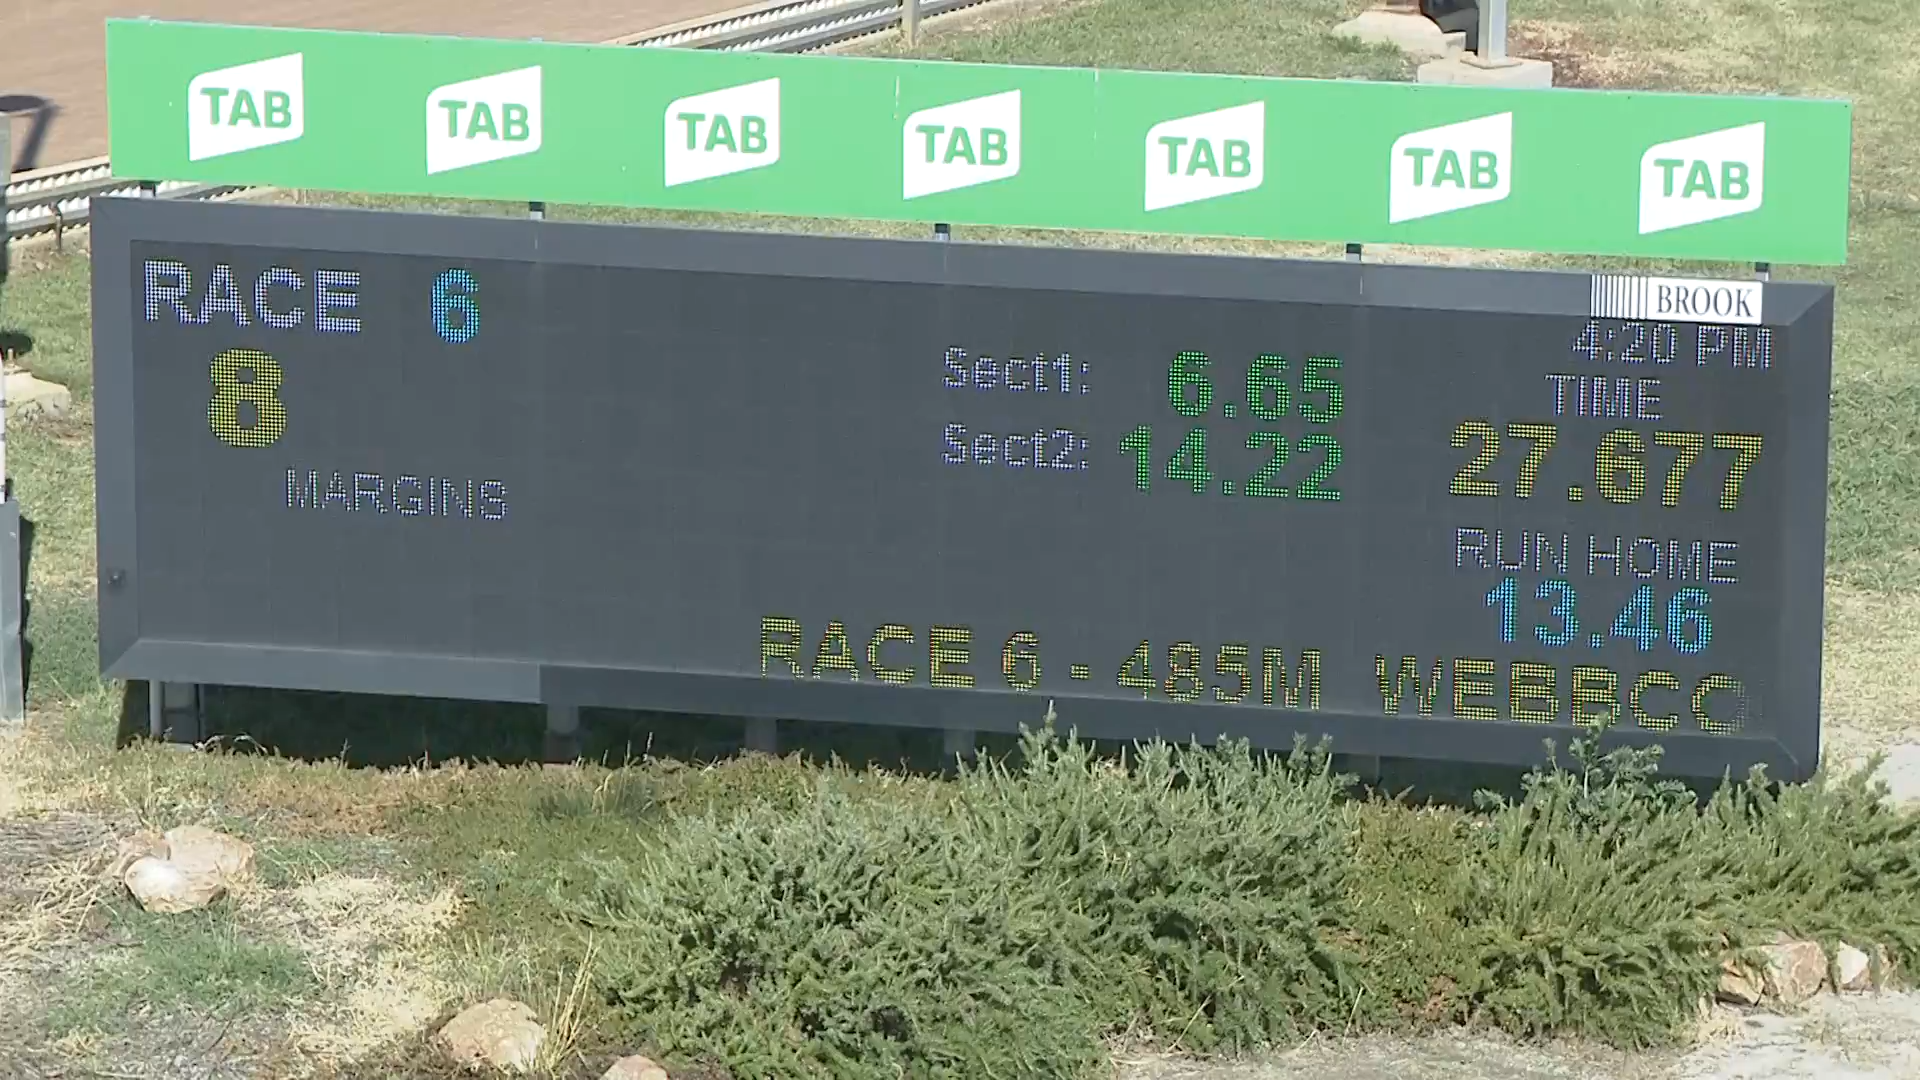 TAB TAB TAB TAB TAB TAB TAB
BROOK
RACE 6
4:20 PM
8
Sect1: 6.65
TIME
Sect2: 14.22
27.677
MARGINS
RUN HOME
13.46
RACE 6 - 485M WEBBCO